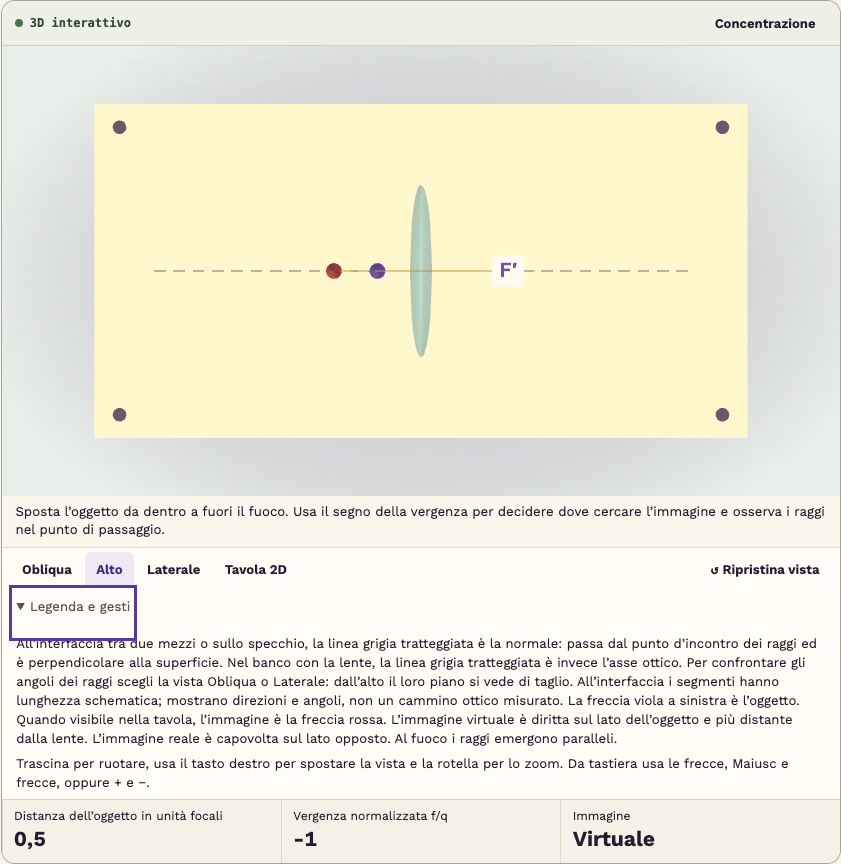 3D interattivo
Concentrazione
F′
Sposta l’oggetto da dentro a fuori il fuoco. Usa il segno della vergenza per decidere dove cercare l’immagine e osserva i raggi
nel punto di passaggio.
Obliqua Alto Laterale Tavola 2D ↺ Ripristina vista
▼ Legenda e gesti
All’interfaccia tra due mezzi o sullo specchio, la linea grigia tratteggiata è la normale: passa dal punto d’incontro dei raggi ed
è perpendicolare alla superficie. Nel banco con la lente, la linea grigia tratteggiata è invece l’asse ottico. Per confrontare gli
angoli dei raggi scegli la vista Obliqua o Laterale: dall’alto il loro piano si vede di taglio. All’interfaccia i segmenti hanno
lunghezza schematica; mostrano direzioni e angoli, non un cammino ottico misurato. La freccia viola a sinistra è l’oggetto.
Quando visibile nella tavola, l’immagine è la freccia rossa. L’immagine virtuale è diritta sul lato dell’oggetto e più distante
dalla lente. L’immagine reale è capovolta sul lato opposto. Al fuoco i raggi emergono paralleli.
Trascina per ruotare, usa il tasto destro per spostare la vista e la rotella per lo zoom. Da tastiera usa le frecce, Maiusc e
frecce, oppure + e −.
Distanza dell’oggetto in unità focali
0,5
Vergenza normalizzata f/q
-1
Immagine
Virtuale